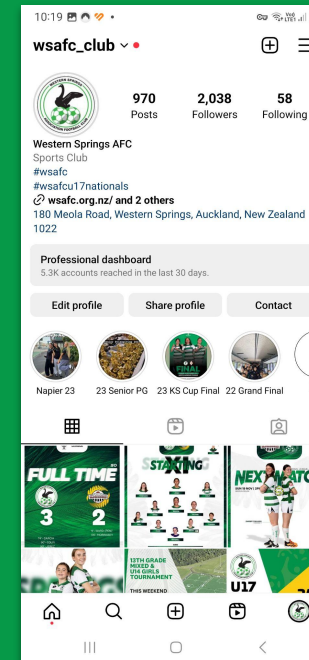 10:19
wsafc_club
970
2,038
58
Posts
Followers
Following
Western Springs AFC
Sports Club
#wsafc
#wsafcu17nationals
wsafc.org.nz/ and 2 others
180 Meola Road, Western Springs, Auckland, New Zealand
1022
Professional dashboard
5.3K accounts reached in the last 30 days.
Edit profile
Share profile
Contact
Napier 23
23 Senior PG
23 KS Cup Final
22 Grand Final
FINAL
FULL TIME
3
2
STARTING
XI
NEXT MATC
13TH GRADE
MIXED &
U14 GIRLS
TOURNAMENT
THIS WEEKEND
U17